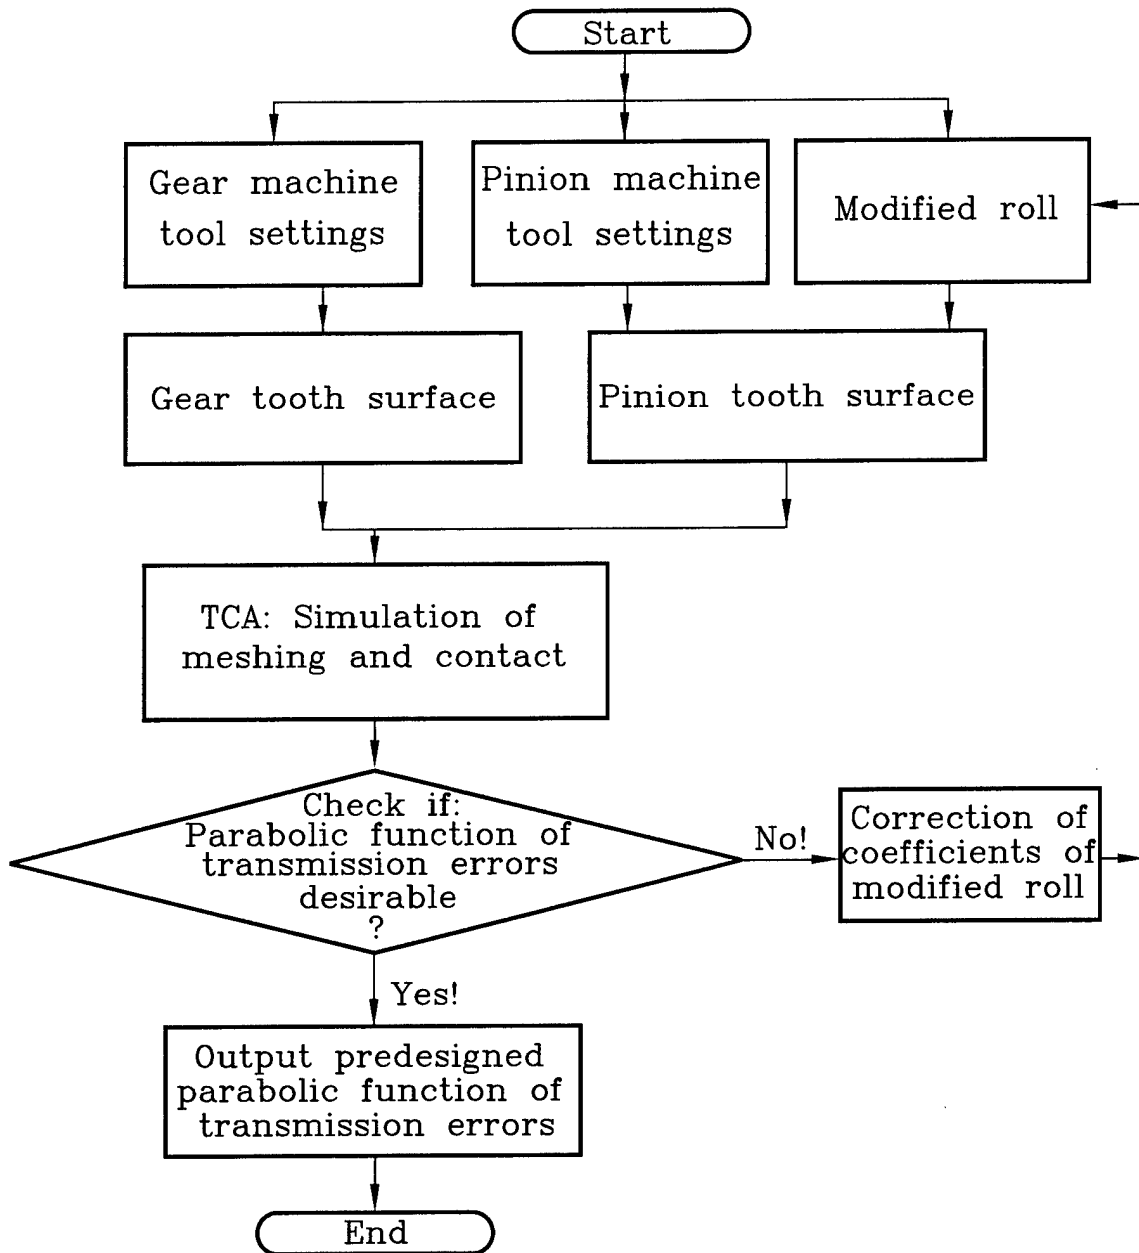 Start
Gear machine
tool settings
Pinion machine
tool settings
Modified roll
Gear tooth surface
Pinion tooth surface
TCA: Simulation of
meshing and contact
Check if:
Parabolic function of
transmission errors
desirable
?
No!
Correction of
coefficients of
modified roll
Yes!
Output predesigned
parabolic function of
transmission errors
End